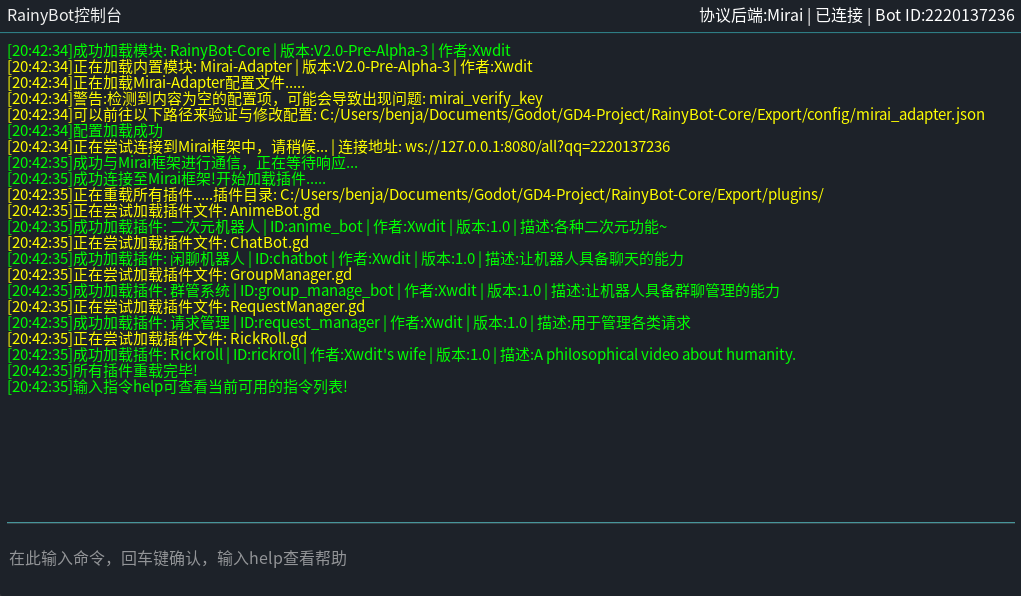 RainyBot控制台
协议后端:Mirai | 已连接 | Bot ID:2220137236
[20:42:34]成功加载模块: RainyBot-Core | 版本:V2.0-Pre-Alpha-3 | 作者:Xwdit
[20:42:34]正在加载内置模块: Mirai-Adapter | 版本:V2.0-Pre-Alpha-3 | 作者:Xwdit
[20:42:34]正在加载Mirai-Adapter配置文件.....
[20:42:34]警告:检测到内容为空的配置项，可能会导致出现问题: mirai_verify_key
[20:42:34]可以前往以下路径来验证与修改配置: C:/Users/benja/Documents/Godot/GD4-Project/RainyBot-Core/Export/config/mirai_adapter.json
[20:42:34]配置加载成功
[20:42:34]正在尝试连接到Mirai框架中，请稍候... | 连接地址: ws://127.0.0.1:8080/all?qq=2220137236
[20:42:35]成功与Mirai框架进行通信，正在等待响应...
[20:42:35]成功连接至Mirai框架!开始加载插件.....
[20:42:35]正在重载所有插件.....插件目录: C:/Users/benja/Documents/Godot/GD4-Project/RainyBot-Core/Export/plugins/
[20:42:35]正在尝试加载插件文件: AnimeBot.gd
[20:42:35]成功加载插件: 二次元机器人 | ID:anime_bot | 作者:Xwdit | 版本:1.0 | 描述:各种二次元功能~
[20:42:35]正在尝试加载插件文件: ChatBot.gd
[20:42:35]成功加载插件: 闲聊机器人 | ID:chatbot | 作者:Xwdit | 版本:1.0 | 描述:让机器人具备聊天的能力
[20:42:35]正在尝试加载插件文件: GroupManager.gd
[20:42:35]成功加载插件: 群管系统 | ID:group_manage_bot | 作者:Xwdit | 版本:1.0 | 描述:让机器人具备群聊管理的能力
[20:42:35]正在尝试加载插件文件: RequestManager.gd
[20:42:35]成功加载插件: 请求管理 | ID:request_manager | 作者:Xwdit | 版本:1.0 | 描述:用于管理各类请求
[20:42:35]正在尝试加载插件文件: RickRoll.gd
[20:42:35]成功加载插件: Rickroll | ID:rickroll | 作者:Xwdit's wife | 版本:1.0 | 描述:A philosophical video about humanity.
[20:42:35]所有插件重载完毕!
[20:42:35]输入指令help可查看当前可用的指令列表!
在此输入命令，回车键确认，输入help查看帮助